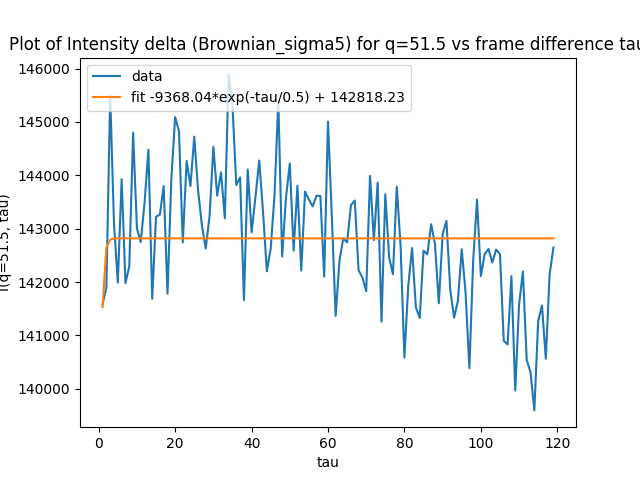 Plot of Intensity delta (Brownian_sigma5) for q=51.5 vs frame difference tau
data
fit -9368.04*exp(-tau/0.5) + 142818.23
146000
145000
144000
143000
142000
141000
140000
I(q=51.5, tau)
0
20
40
60
80
100
120
tau